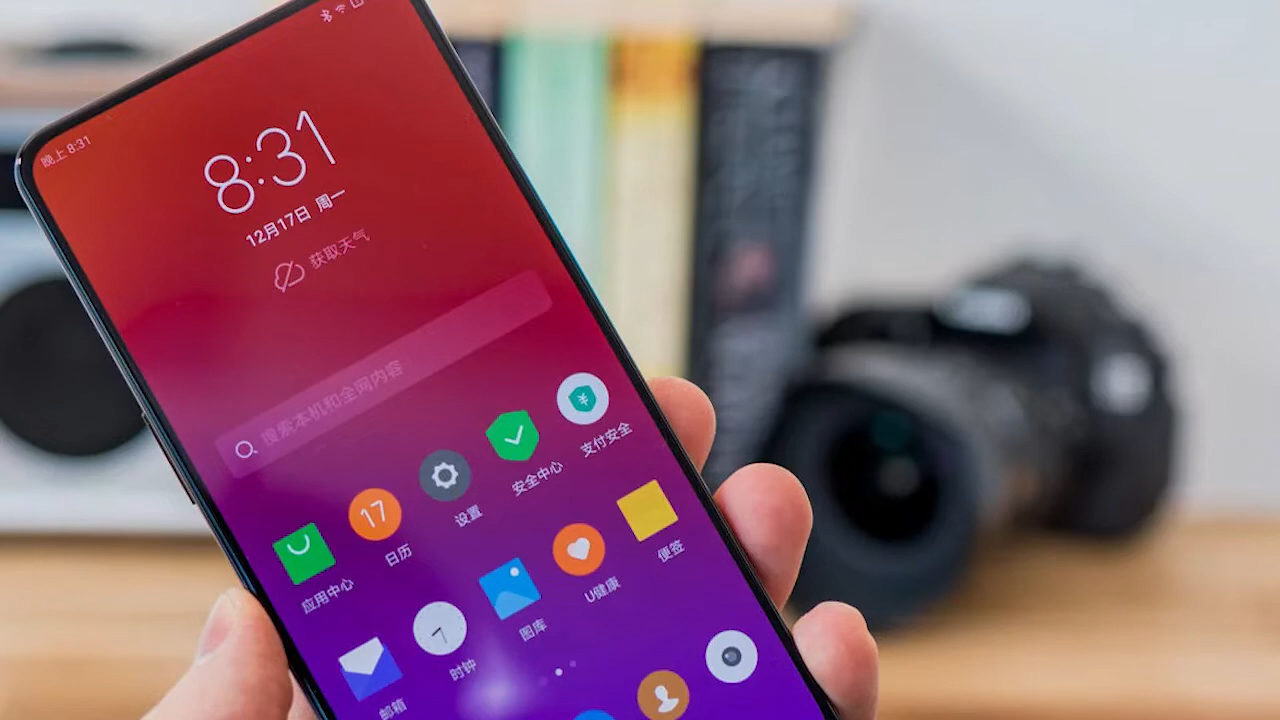 晚上 8:31
8:31
12月17日 周一
获取天气
搜索本机和全网内容
应用中心
17
日历
设置
安全中心
¥
支付安全
邮箱
时钟
图库
U健康
便签